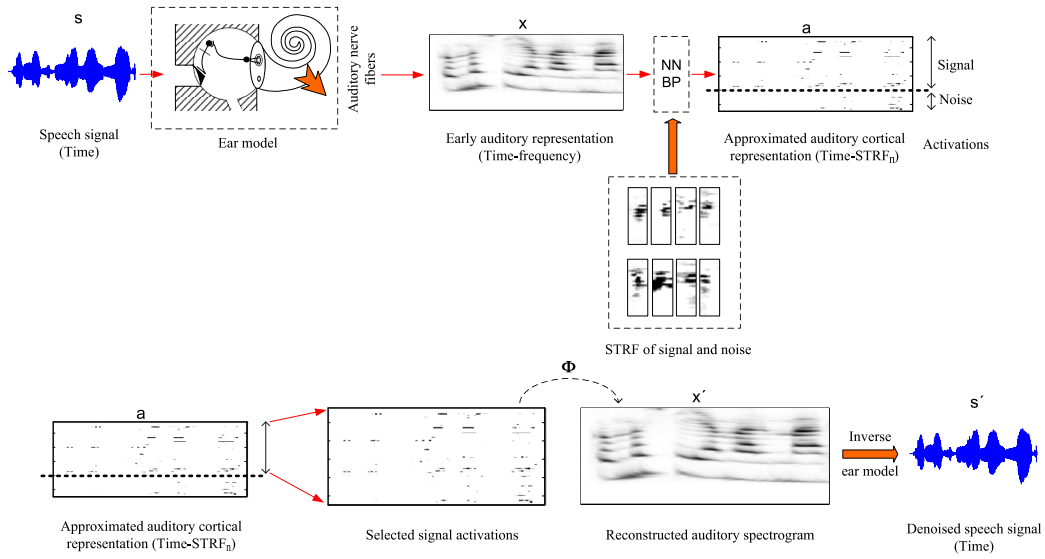 s
x
a
Auditory nerve
fibers
NN
BP
Signal
Noise
Speech signal
(Time)
Ear model
Early auditory representation
(Time-frequency)
Approximated auditory cortical
representation (Time-STRFn)
Activations
STRF of signal and noise
Φ
a
x´
s´
Inverse
ear model
Approximated auditory cortical
representation (Time-STRFn)
Selected signal activations
Reconstructed auditory spectrogram
Denoised speech signal
(Time)